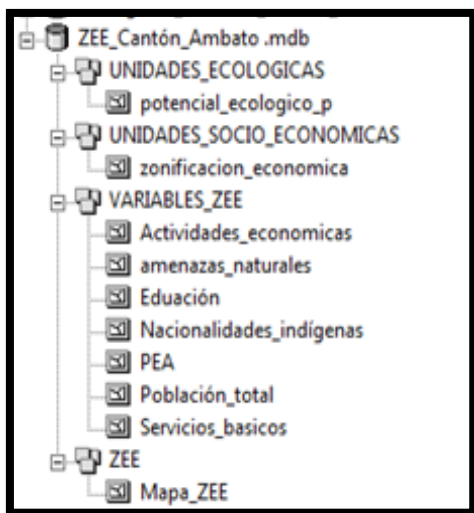 ZEE_Cantón_Ambato .mdb
UNIDADES_ECOLOGICAS
potencial_ecologico_p
UNIDADES_SOCIO_ECONOMICAS
zonificacion_economica
VARIABLES_ZEE
Actividades_economicas
amenazas_naturales
Eduación
Nacionalidades_indígenas
PEA
Población_total
Servicios_basicos
ZEE
Mapa_ZEE